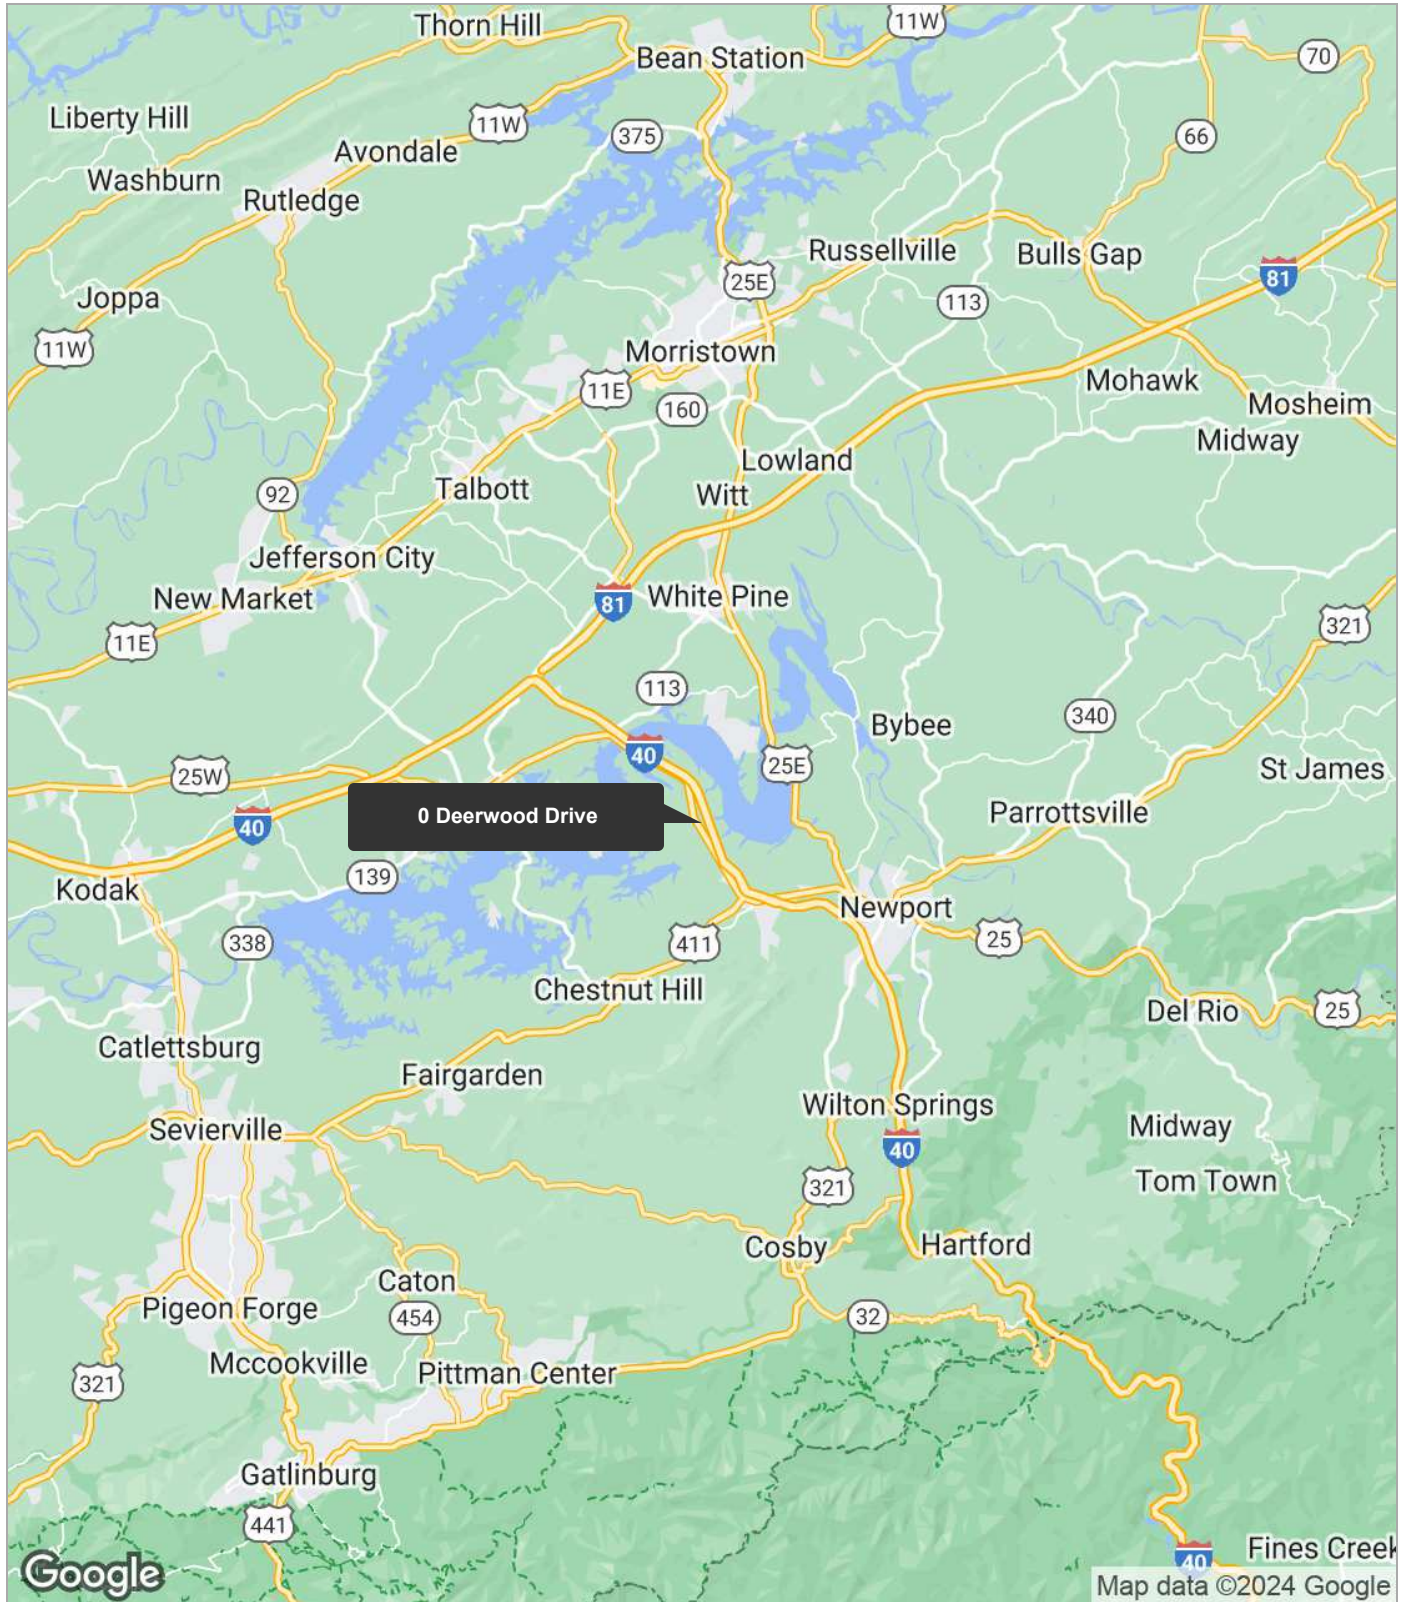 Thorn Hill
11W
Bean Station
70
Liberty Hill
11W
375
66
Avondale
Washburn
Rutledge
Russellville
Bulls Gap
25E
81
Joppa
113
11W
Morristown
11E
Mohawk
160
Mosheim
Midway
Lowland
Talbott
Witt
92
Jefferson City
New Market
81
White Pine
11E
321
113
340
Bybee
40
25W
25E
St James
0 Deerwood Drive
Parrottsville
40
139
Kodak
Newport
338
411
25
Chestnut Hill
Del Rio
25
Catlettsburg
Fairgarden
Wilton Springs
Sevierville
Midway
40
Tom Town
321
Cosby
Hartford
Caton
Pigeon Forge
454
32
Mccookville
Pittman Center
321
Gatlinburg
441
Fines Creek
40
Google
Map data ©2024 Google